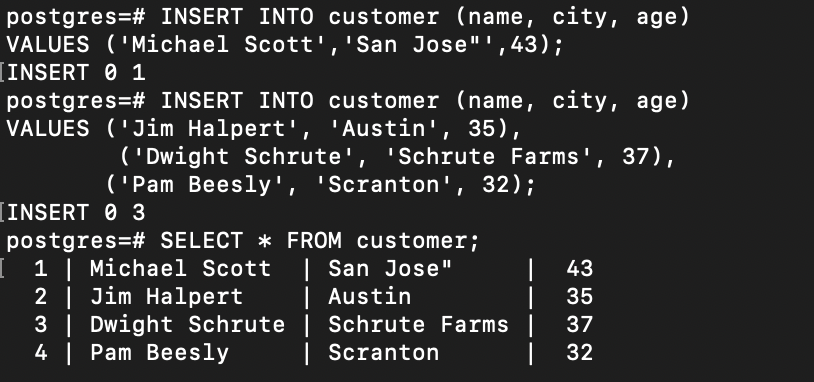 postgres=# INSERT INTO customer (name, city, age)
VALUES ('Michael Scott','San Jose"',43);
INSERT 0 1
postgres=# INSERT INTO customer (name, city, age)
VALUES ('Jim Halpert', 'Austin', 35),
('Dwight Schrute', 'Schrute Farms', 37),
('Pam Beesly', 'Scranton', 32);
INSERT 0 3
postgres=# SELECT * FROM customer;
1 | Michael Scott | San Jose" | 43
2 | Jim Halpert | Austin | 35
3 | Dwight Schrute | Schrute Farms | 37
4 | Pam Beesly | Scranton | 32